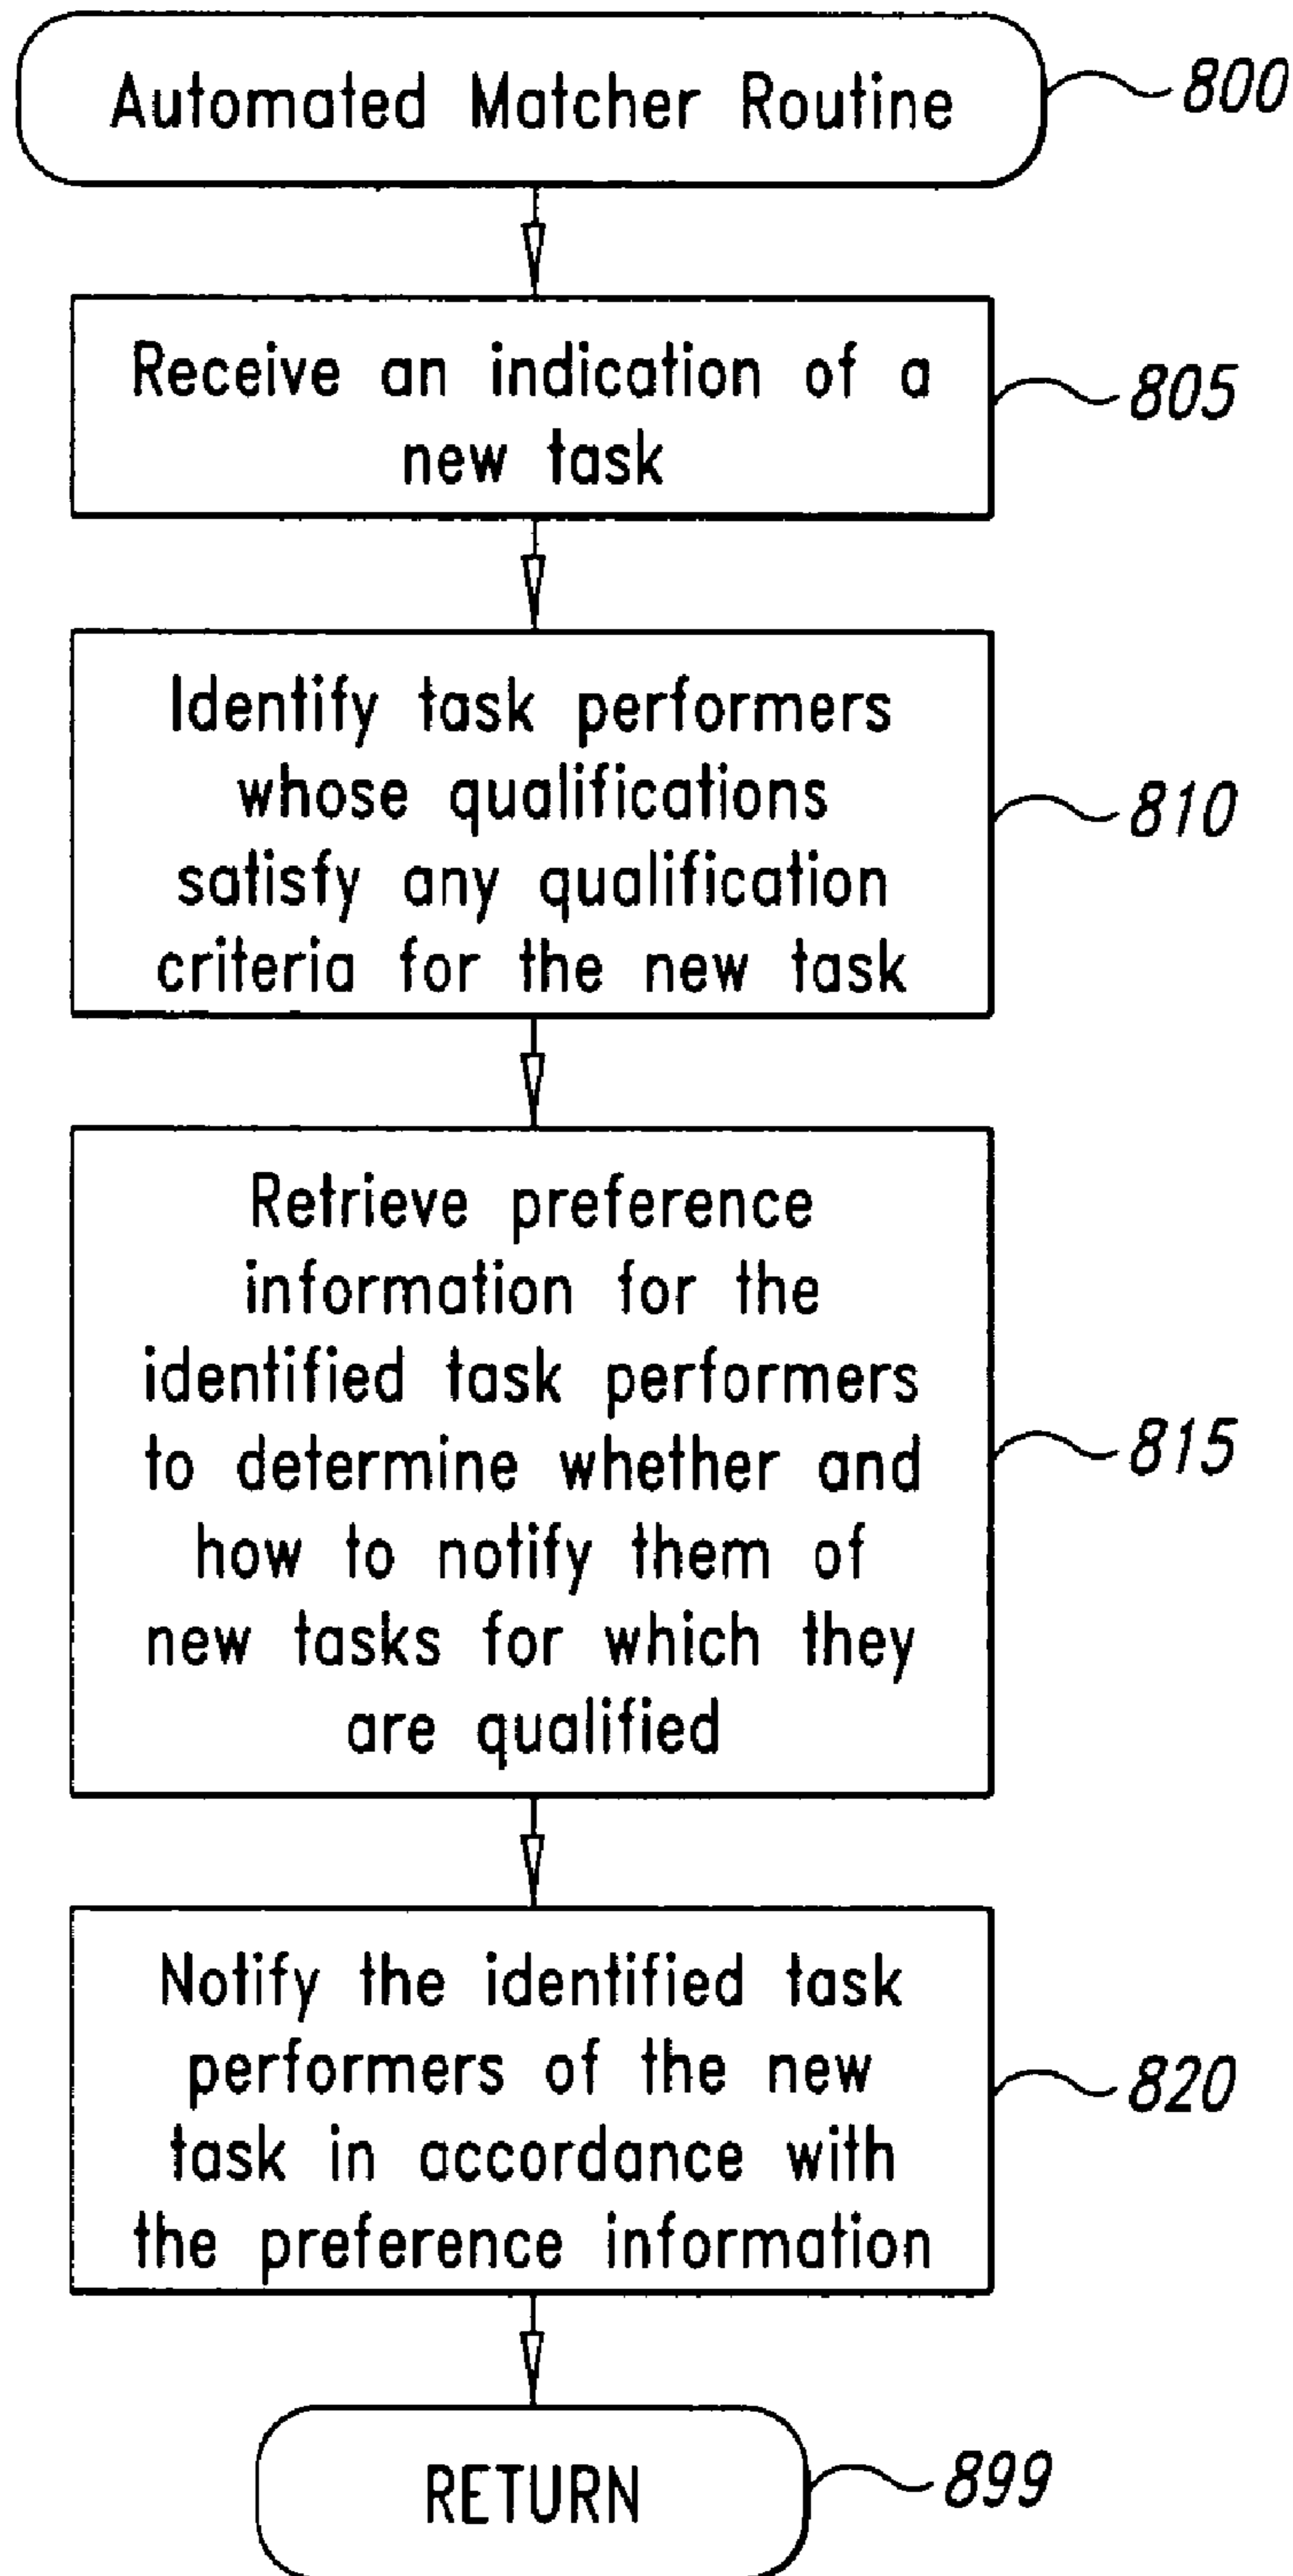 Automated Matcher Routine
800
Receive an indication of a
new task
805
Identify task performers
whose qualifications
satisfy any qualification
criteria for the new task
810
Retrieve preference
information for the
identified task performers
to determine whether and
how to notify them of
new tasks for which they
are qualified
815
Notify the identified task
performers of the new
task in accordance with
the preference information
820
RETURN
899